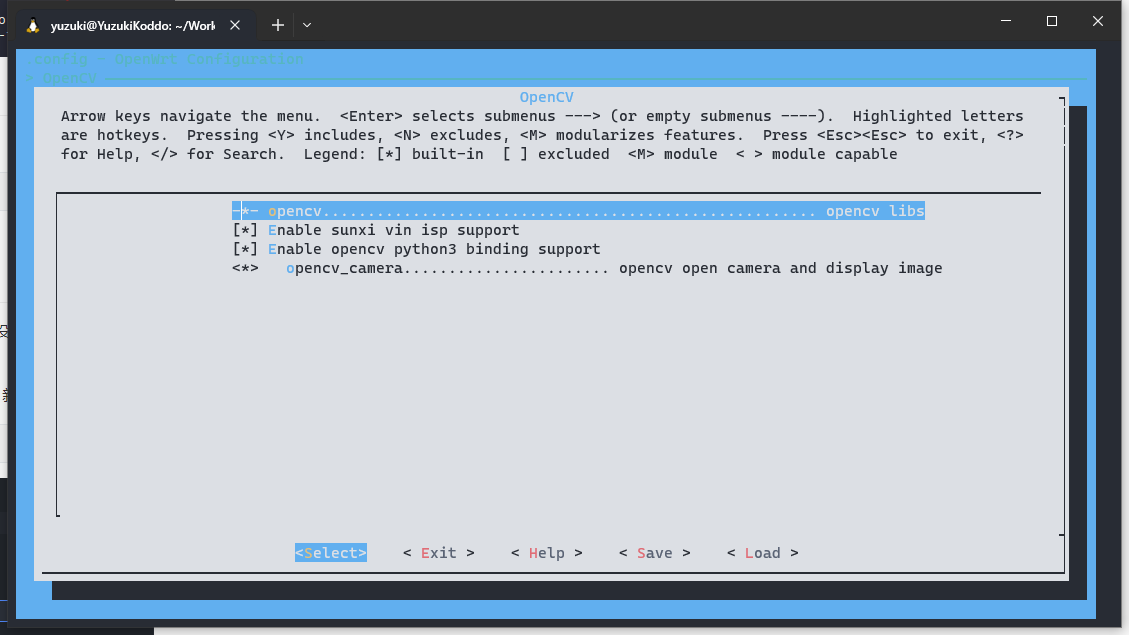 yuzuki@YuzukiKoddo: ~/Work
.config - OpenWrt Configuration
> OpenCV
OpenCV
Arrow keys navigate the menu.  <Enter> selects submenus ---> (or empty submenus ----).  Highlighted letters
are hotkeys.  Pressing <Y> includes, <N> excludes, <M> modularizes features.  Press <Esc><Esc> to exit, <?>
for Help, </> for Search.  Legend: [*] built-in  [ ] excluded  <M> module  < > module capable
-*- opencv....................................................... opencv libs
[*] Enable sunxi vin isp support
[*] Enable opencv python3 binding support
<*>   opencv_camera....................... opencv open camera and display image
<Select>    < Exit >    < Help >    < Save >    < Load >